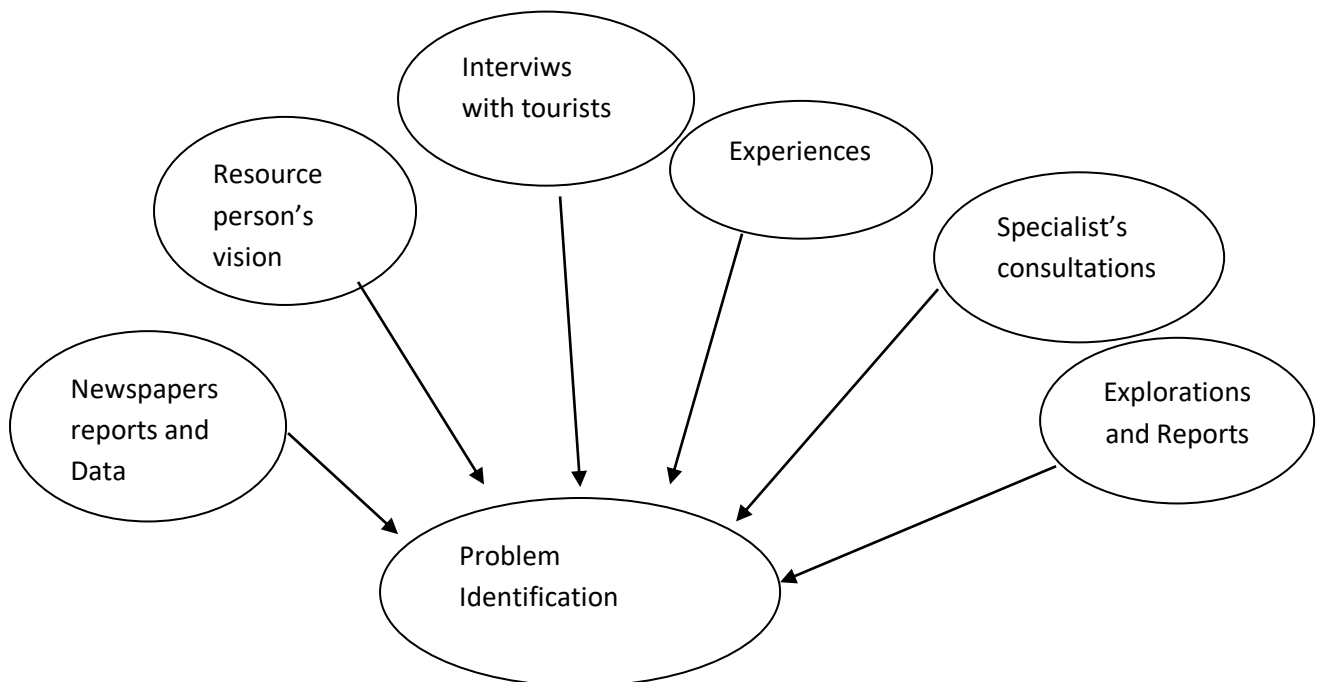 Interviws
with tourists
Experiences
Resource
person’s
vision
Specialist’s
consultations
Newspapers
reports and
Data
Explorations
and Reports
Problem
Identification